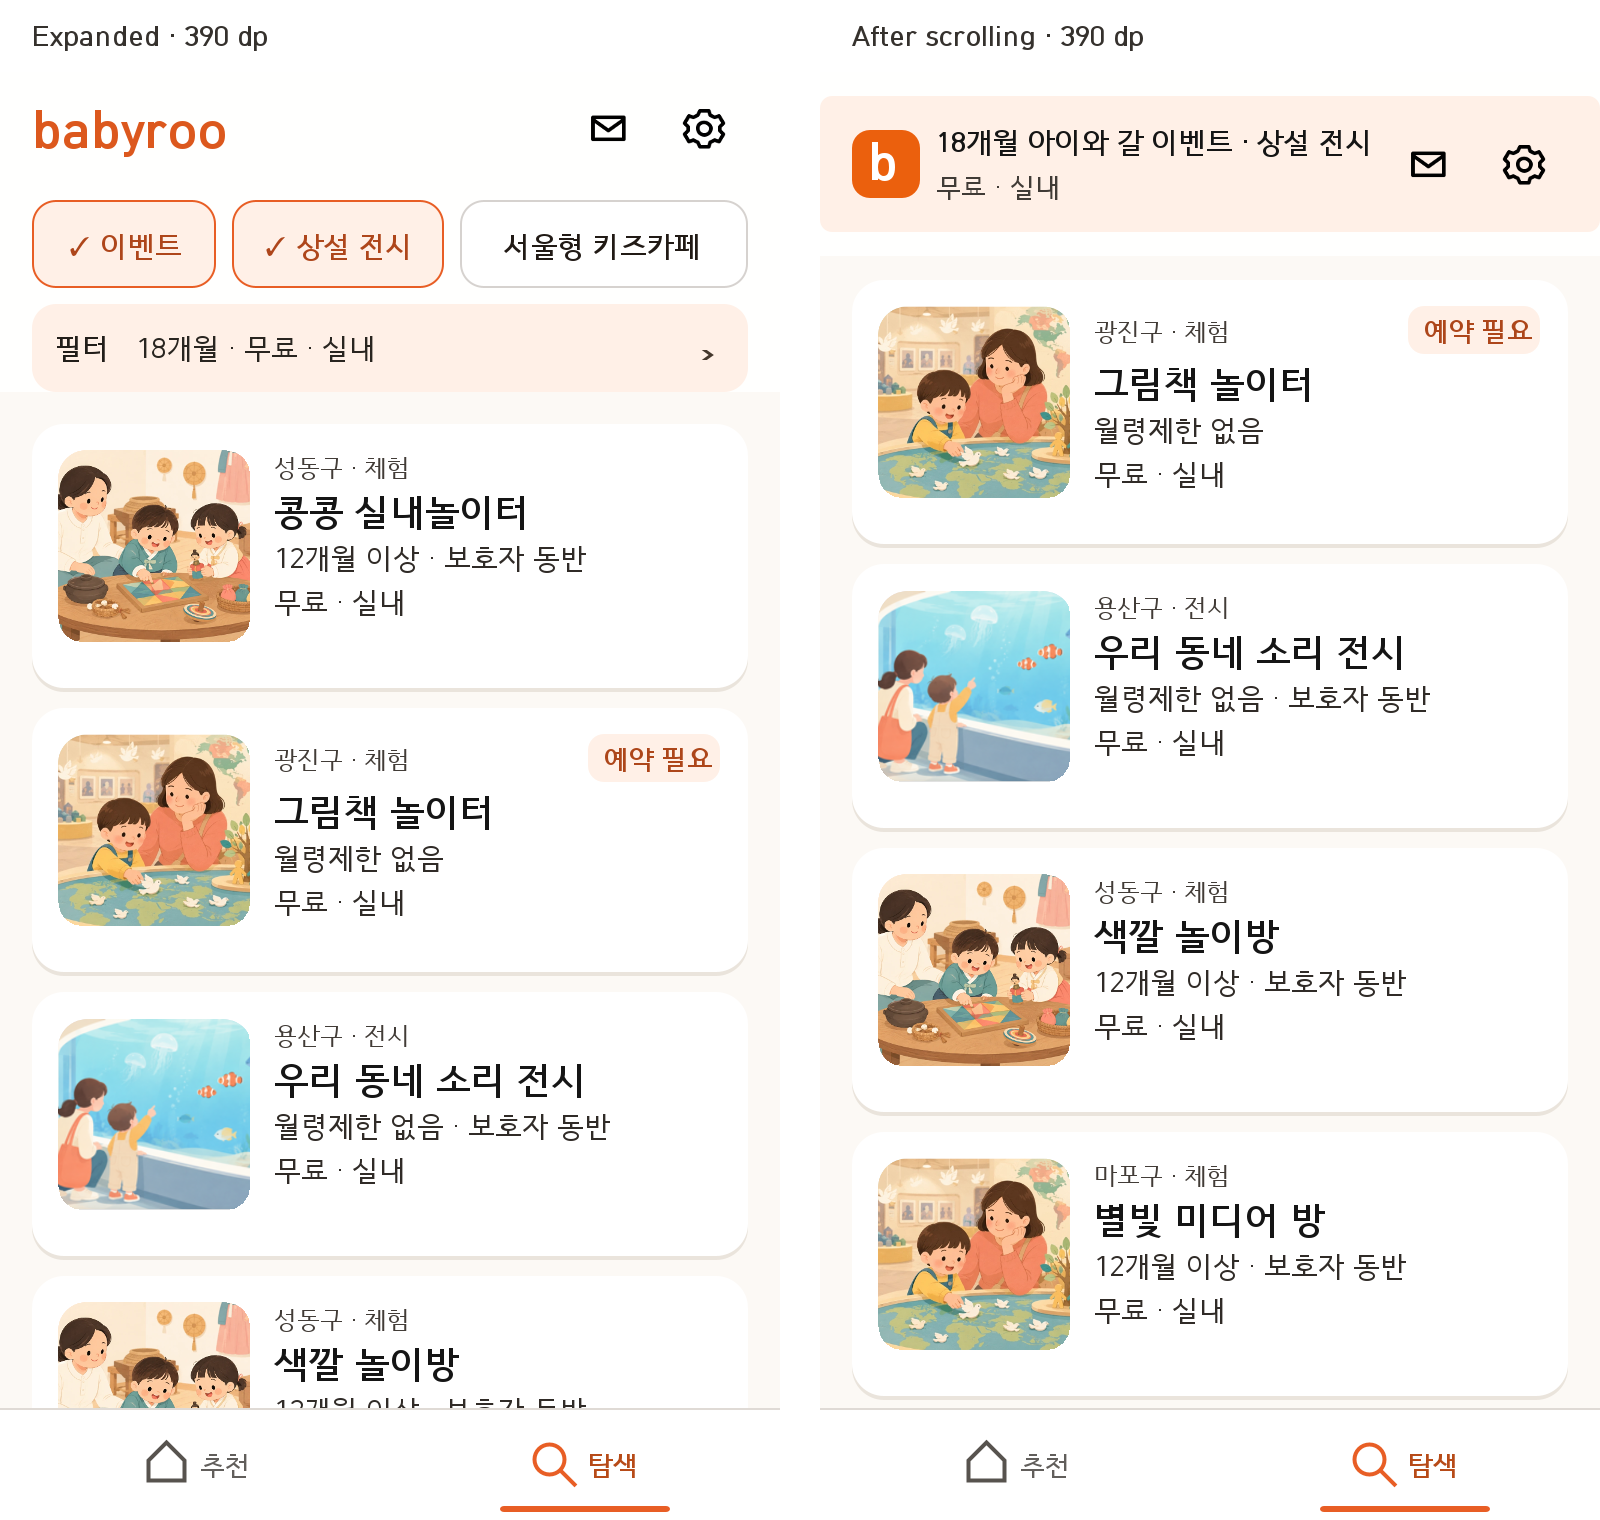 Expanded · 390 dp
babyroo
✓ 이벤트
✓ 상설 전시
서울형 키즈카페
필터 18개월 · 무료 · 실내
성동구 · 체험
콩콩 실내놀이터
12개월 이상 · 보호자 동반
무료 · 실내
광진구 · 체험
예약 필요
그림책 놀이터
월령제한 없음
무료 · 실내
용산구 · 전시
우리 동네 소리 전시
월령제한 없음 · 보호자 동반
무료 · 실내
성동구 · 체험
색깔 놀이방
12개월 이상 · 보호자 동반
추천
탐색
After scrolling · 390 dp
b
18개월 아이와 갈 이벤트 · 상설 전시
무료 · 실내
광진구 · 체험
예약 필요
그림책 놀이터
월령제한 없음
무료 · 실내
용산구 · 전시
우리 동네 소리 전시
월령제한 없음 · 보호자 동반
무료 · 실내
성동구 · 체험
색깔 놀이방
12개월 이상 · 보호자 동반
무료 · 실내
마포구 · 체험
별빛 미디어 방
12개월 이상 · 보호자 동반
무료 · 실내
추천
탐색